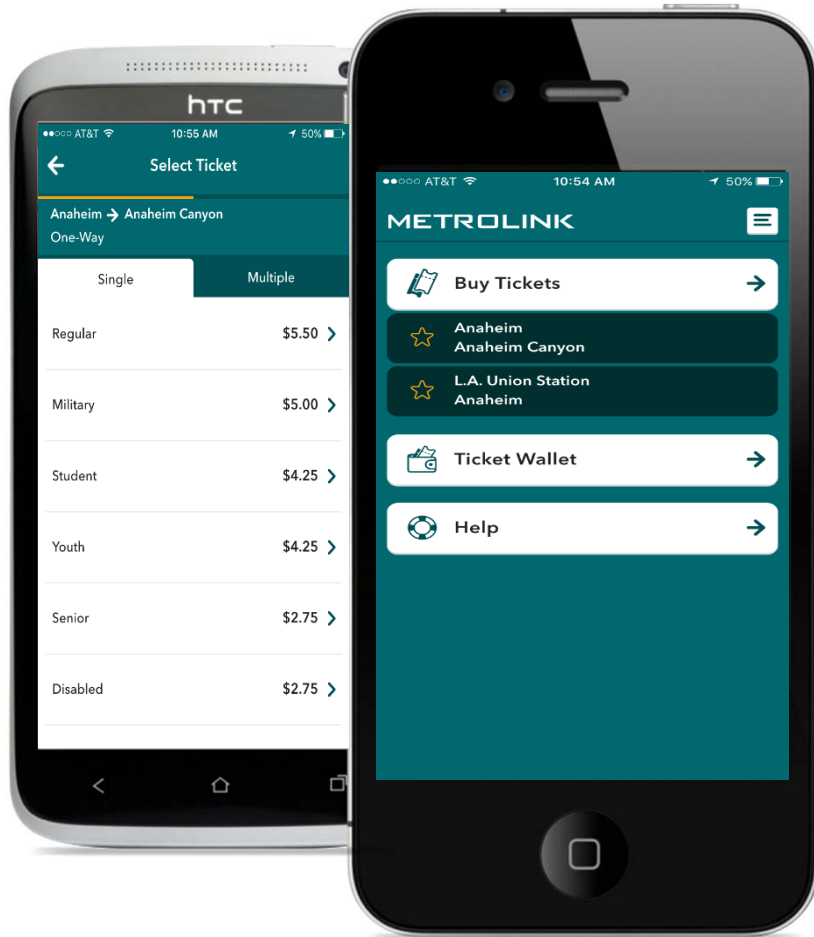 hTC
AT&T 10:55 AM 50%
Select Ticket
Anaheim → Anaheim Canyon
One-Way
Single Multiple
Regular $5.50
Military $5.00
Student $4.25
Youth $4.25
Senior $2.75
Disabled $2.75
AT&T 10:54 AM 50%
METROLINK
Buy Tickets
Anaheim
Anaheim Canyon
L.A. Union Station
Anaheim
Ticket Wallet
Help